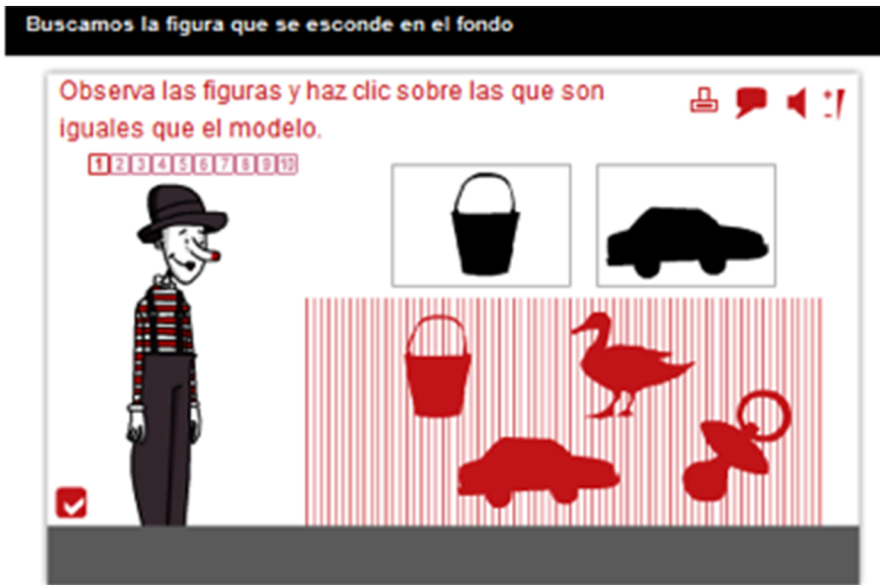 Buscamos la figura que se esconde en el fondo
Observa las figuras y haz clic sobre las que son
iguales que el modelo.
1 2 3 4 5 6 7 8 9 10